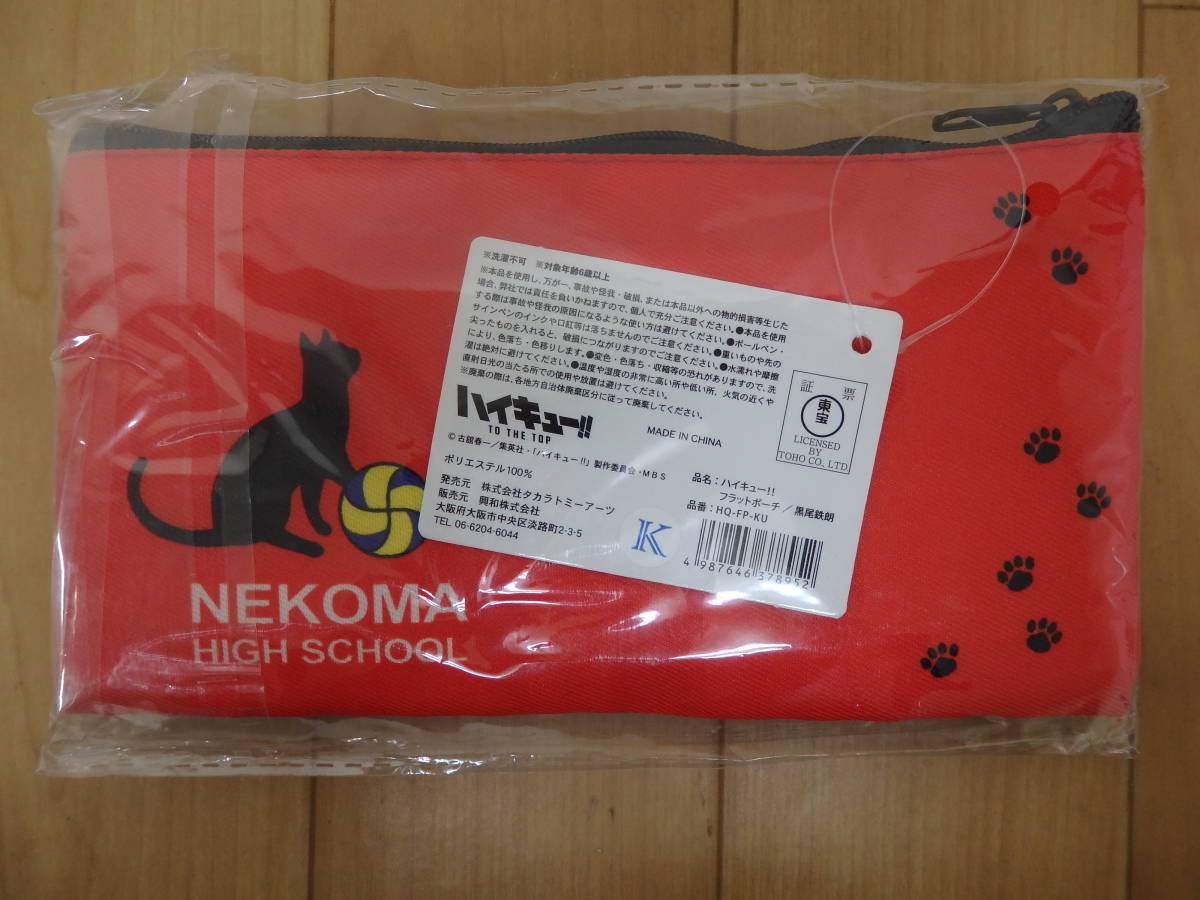 ※洗濯不可 ※対象年齢6歳以上
※本品を使用し、万が一、事故や怪我・破損、または本品以外への物的損害等生じた
場合、弊社では責任を負いかねますので、個人で充分ご注意ください。●本品を使用
する際は事故や怪我の原因になるような使い方は避けてください。●ボールペン・
サインペンのインクや口紅等は落ちませんのでご注意ください。●重いものや先の
尖ったものを入れると、破損につながりますのでご注意ください。●水濡れや摩擦
により、色落ち・色移りします。●変色・色落ち・収縮等の恐れがありますので、洗
濯は絶対に避けてください。●温度や湿度の非常に高い所や低い所、火気の近くや
直射日光の当たる所での使用や放置は避けてください。
※廃棄の際は、各地方自治体廃棄区分に従って廃棄してください。
ハイキュー!!
TO THE TOP
MADE IN CHINA
©古舘春一/集英社・「ハイキュー!!」製作委員会・MBS
ポリエステル100%
発売元 株式会社タカラトミーアーツ
販売元 興和株式会社
大阪府大阪市中央区淡路町2-3-5
TEL 06-6204-6044
証票
東宝
LICENSED
BY
TOHO CO., LTD.
品名:ハイキュー!!
フラットポーチ/黒尾鉄朗
品番:HQ-FP-KU
K
4 987646 378952
NEKOMA
HIGH SCHOOL